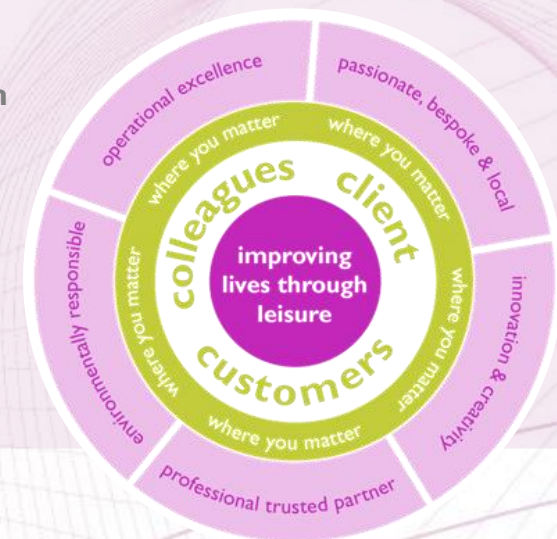 n
operational excellence
passionate, bespoke & local
innovation & creativity
professional trusted partner
environmentally responsible
where you matter
where you matter
where you matter
where you matter
where you matter
colleagues
client
customers
improving
lives through
leisure